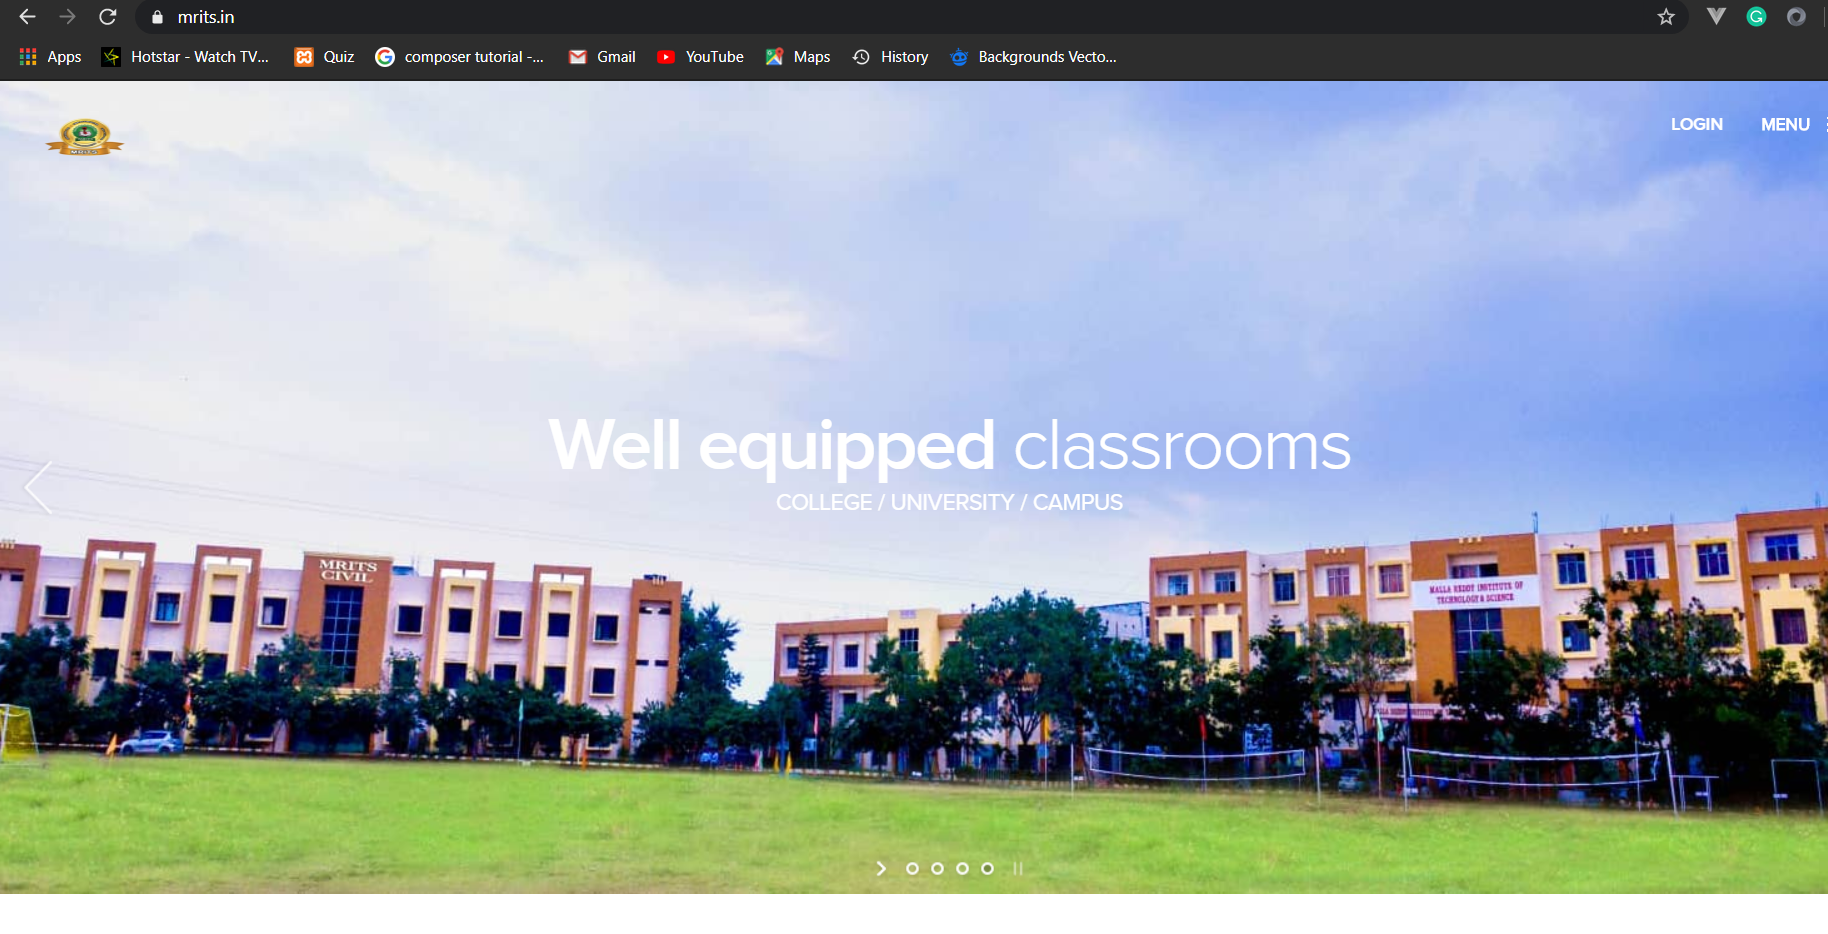 mrits.in
Apps
Hotstar - Watch TV...
Quiz
composer tutorial -...
Gmail
YouTube
Maps
History
Backgrounds Vecto...
MRITS
LOGIN
MENU
Well equipped classrooms
COLLEGE / UNIVERSITY / CAMPUS
MRITS
CIVIL
MALLA REDDY INSTITUTE OF
TECHNOLOGY & SCIENCE